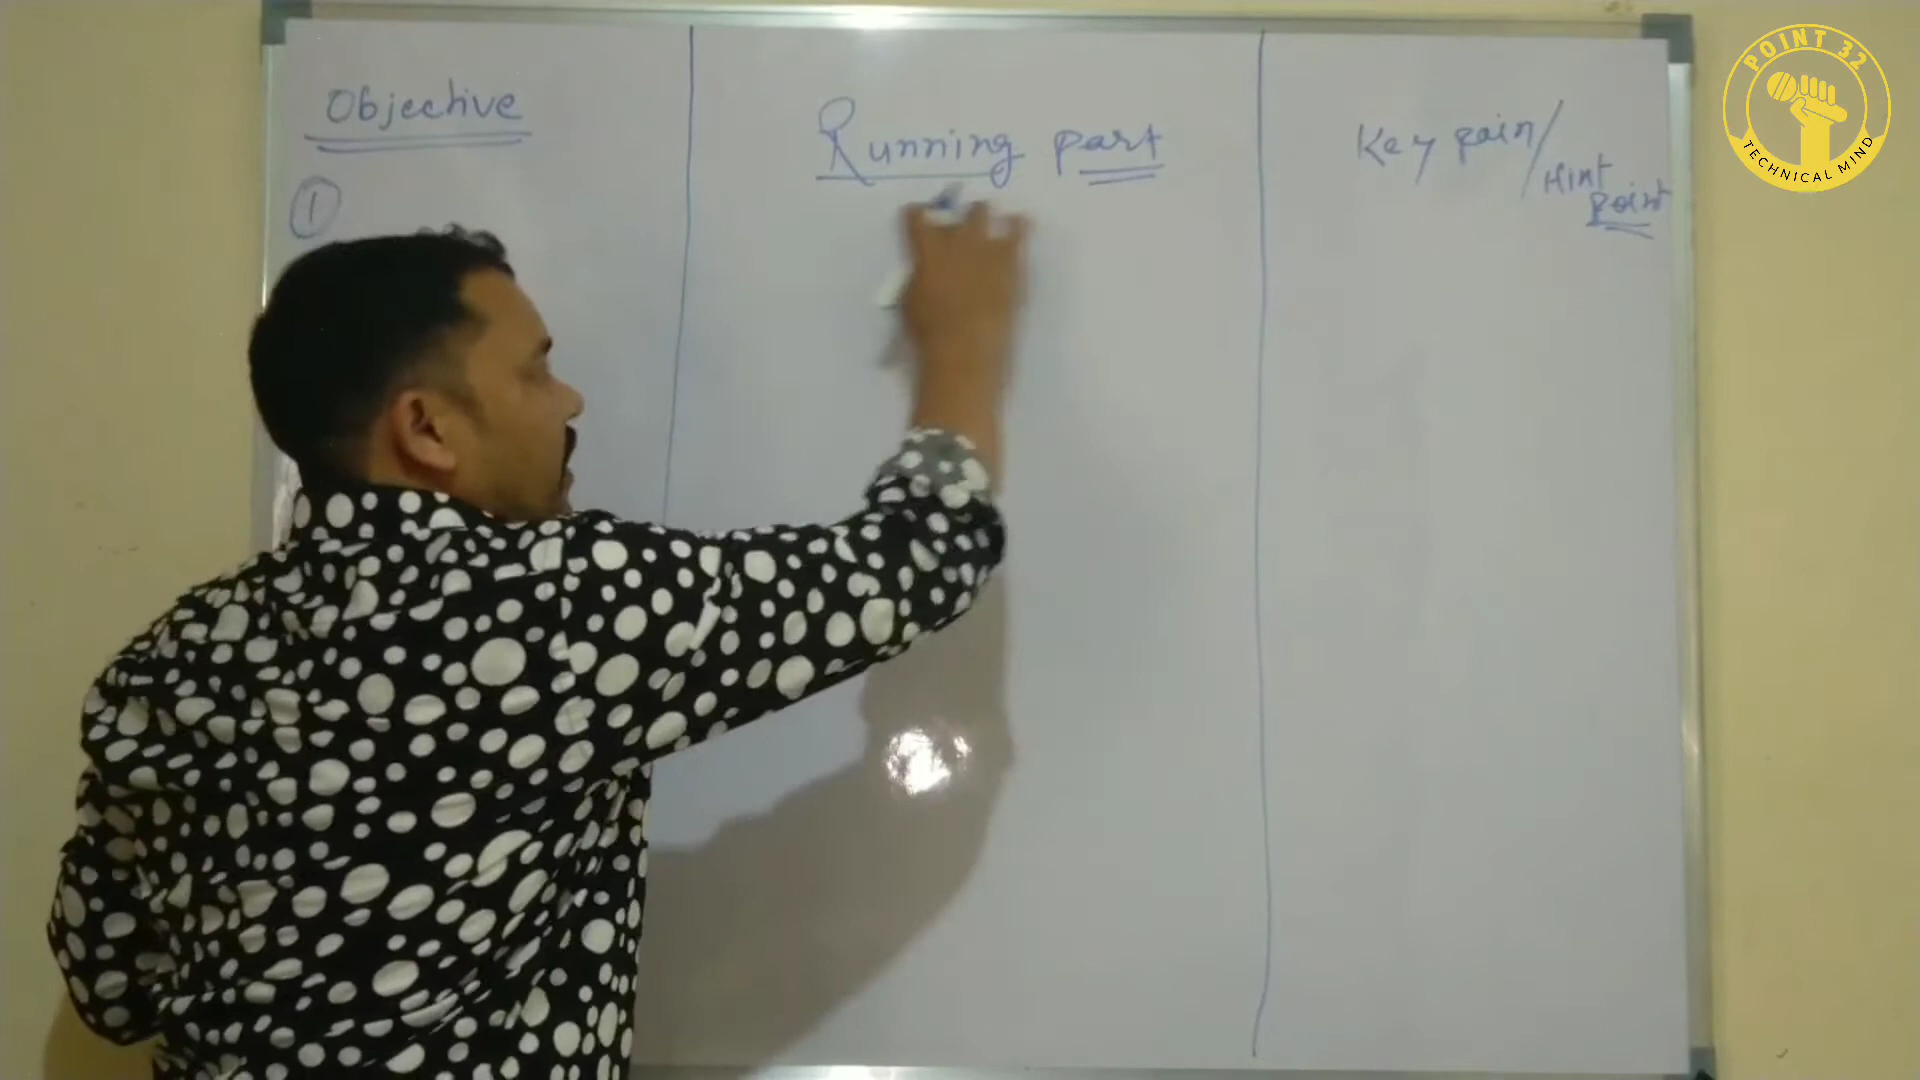 Objective
①
Running part
Key pain/
Hint
Point
POINT 32
TECHNICAL MIND